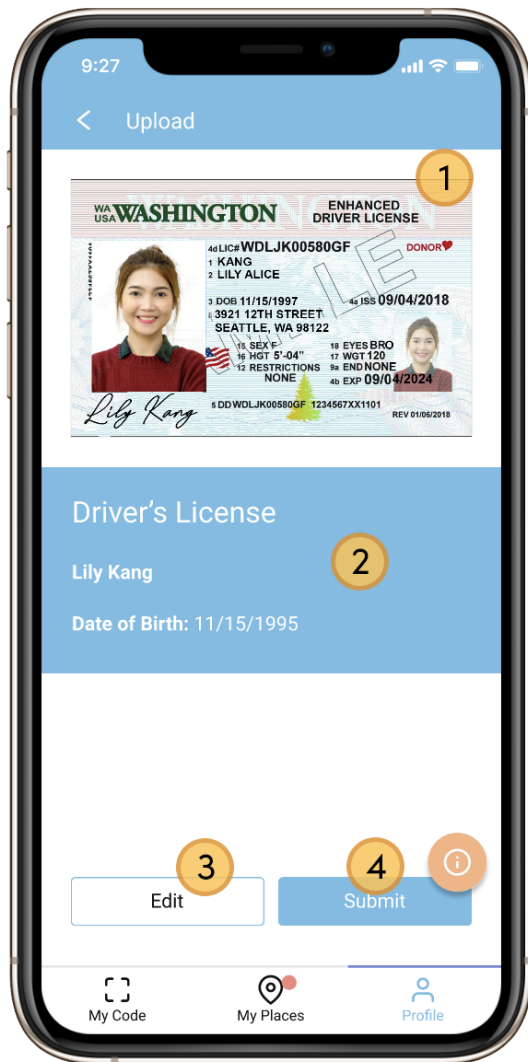 9:27
Upload
1
WA USA WASHINGTON ENHANCED DRIVER LICENSE
4d LIC# WDLJK00580GF DONOR
1 KANG
2 LILY ALICE
3 DOB 11/15/1997 4a ISS 09/04/2018
3921 12TH STREET
SEATTLE, WA 98122
15 SEX F 18 EYES BRO
16 HGT 5'-04" 17 WGT 120
12 RESTRICTIONS 9a END NONE
NONE 4b EXP 09/04/2024
Lily Kang
5 DD WDLJK00580GF 1234567XX1101
REV 01/06/2018
Driver's License
2
Lily Kang
Date of Birth: 11/15/1995
3 4
Edit Submit
My Code My Places Profile